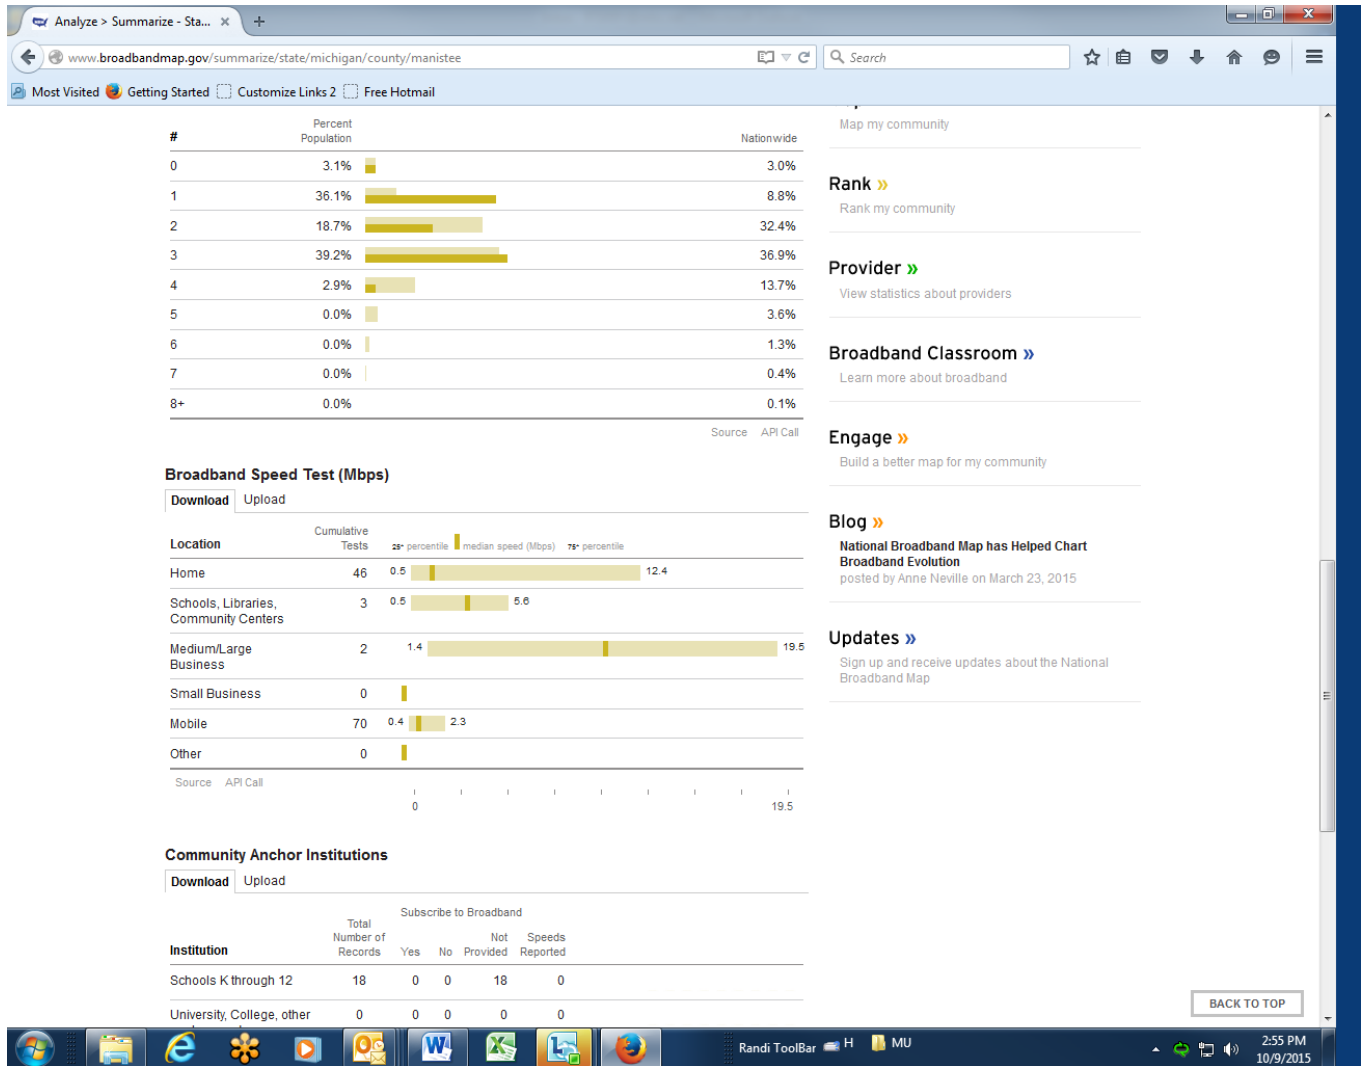 Analyze > Summarize - Sta... × +
www.broadbandmap.gov/summarize/state/michigan/county/manistee
Search
Most Visited Getting Started Customize Links 2 Free Hotmail
# Percent Population Nationwide
0 3.1% 3.0%
1 36.1% 8.8%
2 18.7% 32.4%
3 39.2% 36.9%
4 2.9% 13.7%
5 0.0% 3.6%
6 0.0% 1.3%
7 0.0% 0.4%
8+ 0.0% 0.1%
Source API Call
Broadband Speed Test (Mbps)
Download Upload
Location Cumulative Tests 25th percentile median speed (Mbps) 75th percentile
Home 46 0.5 12.4
Schools, Libraries, 3 0.5 5.6
Community Centers
Medium/Large 2 1.4 19.5
Business
Small Business 0
Mobile 70 0.4 2.3
Other 0
Source API Call
0 19.5
Community Anchor Institutions
Download Upload
Subscribe to Broadband
Institution Total Number of Records Yes No Not Provided Speeds Reported
Schools K through 12 18 0 0 18 0
University, College, other 0 0 0 0 0
Map my community
Rank »
Rank my community
Provider »
View statistics about providers
Broadband Classroom »
Learn more about broadband
Engage »
Build a better map for my community
Blog »
National Broadband Map has Helped Chart
Broadband Evolution
posted by Anne Neville on March 23, 2015
Updates »
Sign up and receive updates about the National
Broadband Map
BACK TO TOP
Randi ToolBar H MU
2:55 PM
10/9/2015